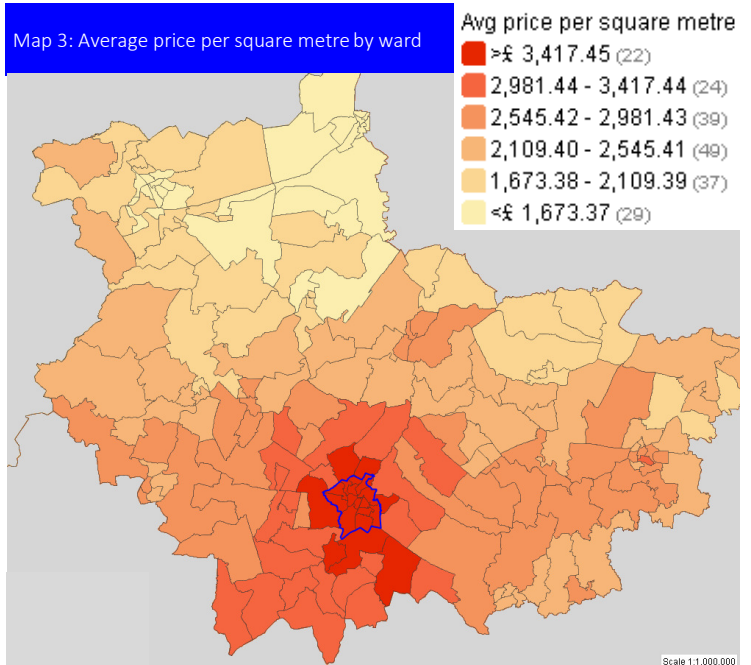 Map 3: Average price per square metre by ward
Avg price per square metre
>£ 3,417.45 (22)
2,981.44 - 3,417.44 (24)
2,545.42 - 2,981.43 (39)
2,109.40 - 2,545.41 (49)
1,673.38 - 2,109.39 (37)
<£ 1,673.37 (29)
Scale 1:1,000,000